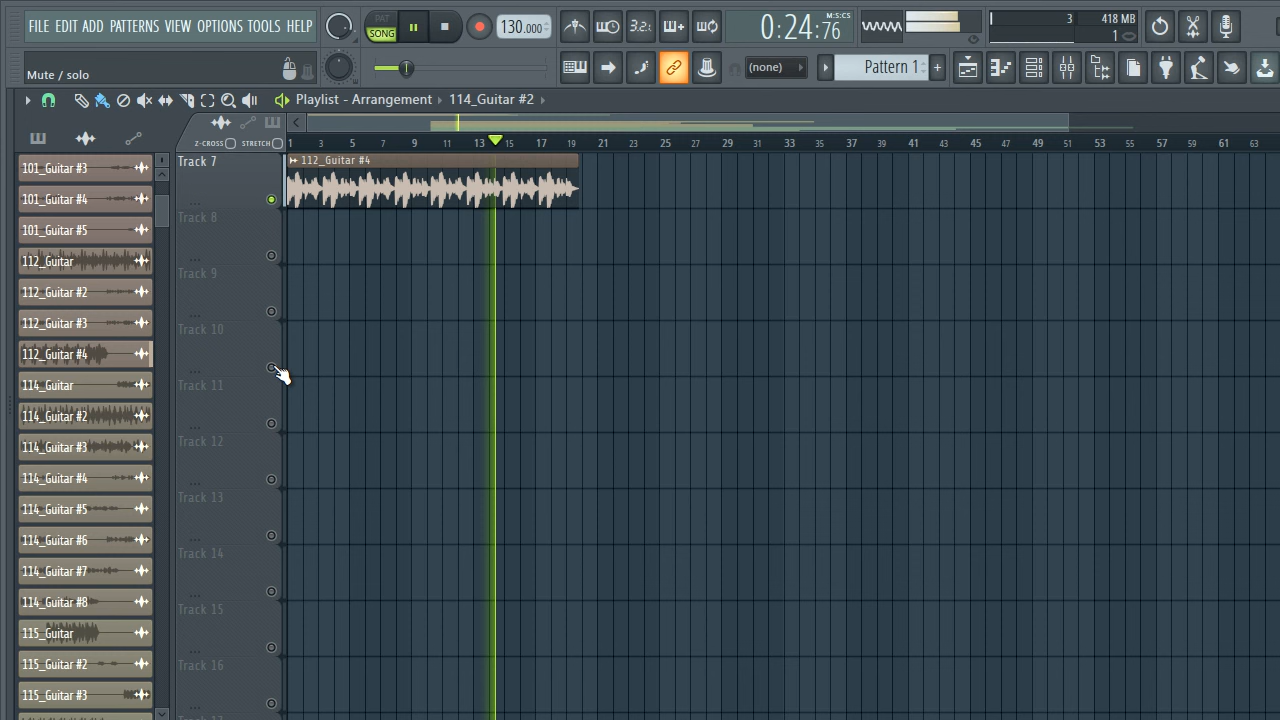 FILE EDIT ADD PATTERNS VIEW OPTIONS TOOLS HELP
PAT
SONG
130.000
3.2.
0:24:76
M:S:CS
3
418 MB
1
Mute / solo
(none)
Pattern 1
Playlist - Arrangement
114_Guitar #2
Z-CROSS
STRETCH
1 3 5 7 9 11 13 15 17 19 21 23 25 27 29 31 33 35 37 39 41 43 45 47 49 51 53 55 57 59 61 63
101_Guitar #3
101_Guitar #4
101_Guitar #5
112_Guitar
112_Guitar #2
112_Guitar #3
112_Guitar #4
114_Guitar
114_Guitar #2
114_Guitar #3
114_Guitar #4
114_Guitar #5
114_Guitar #6
114_Guitar #7
114_Guitar #8
115_Guitar
115_Guitar #2
115_Guitar #3
Track 7
112_Guitar #4
Track 8
Track 9
Track 10
Track 11
Track 12
Track 13
Track 14
Track 15
Track 16